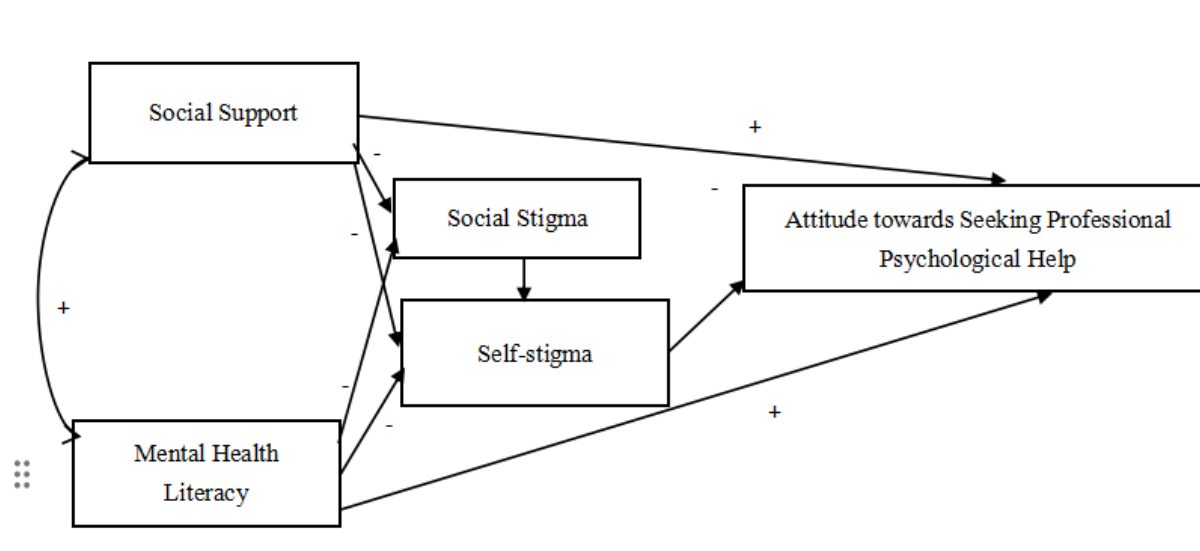 Social Support
+
-
-
Social Stigma
Attitude towards Seeking Professional
Psychological Help
-
+
Self-stigma
-
-
+
Mental Health
Literacy